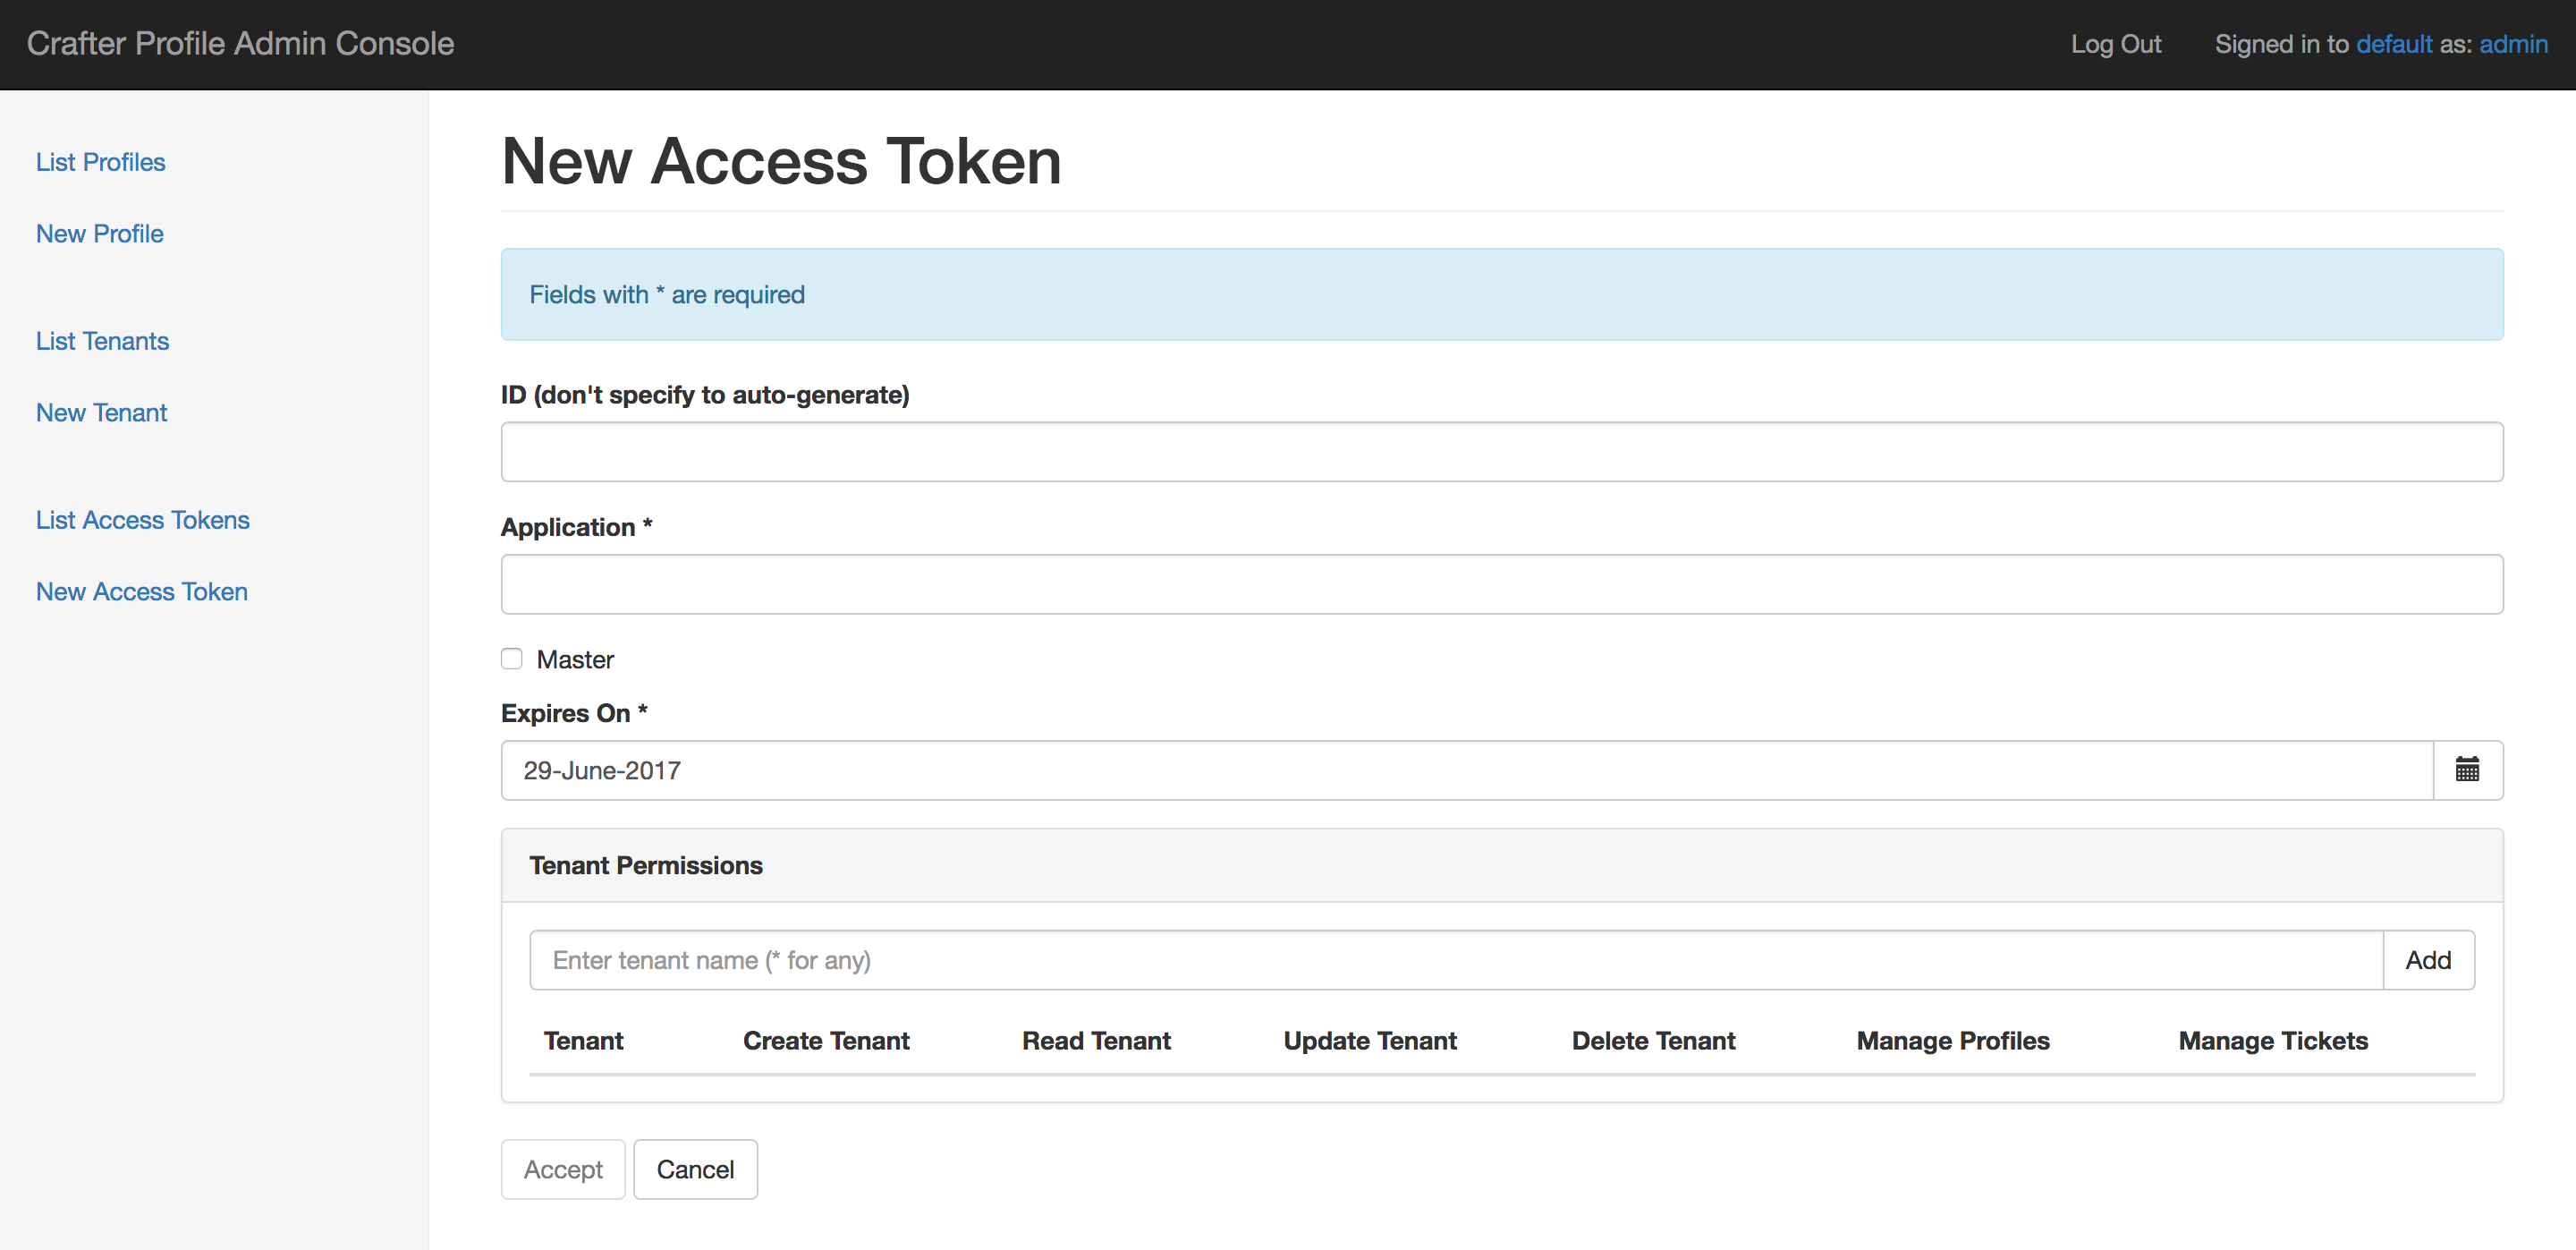 Crafter Profile Admin Console
Log Out Signed in to default as: admin
List Profiles
New Profile
List Tenants
New Tenant
List Access Tokens
New Access Token
New Access Token
Fields with * are required
ID (don't specify to auto-generate)
Application *
Master
Expires On *
29-June-2017
Tenant Permissions
Enter tenant name (* for any)
Add
Tenant Create Tenant Read Tenant Update Tenant Delete Tenant Manage Profiles Manage Tickets
Accept Cancel